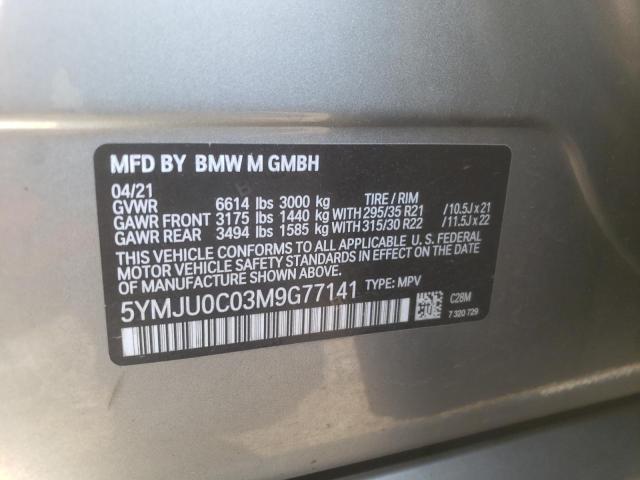 MFD BY BMW M GMBH
04/21
GVWR 6614 lbs 3000 kg TIRE / RIM
GAWR FRONT 3175 lbs 1440 kg WITH 295/35 R21 /10.5J x 21
GAWR REAR 3494 lbs 1585 kg WITH 315/30 R22 /11.5J x 22
THIS VEHICLE CONFORMS TO ALL APPLICABLE U. S. FEDERAL
MOTOR VEHICLE SAFETY STANDARDS IN EFFECT ON THE DATE
OF MANUFACTURE SHOWN ABOVE.
5YMJU0C03M9G77141 TYPE: MPV
C28M
7 320 729